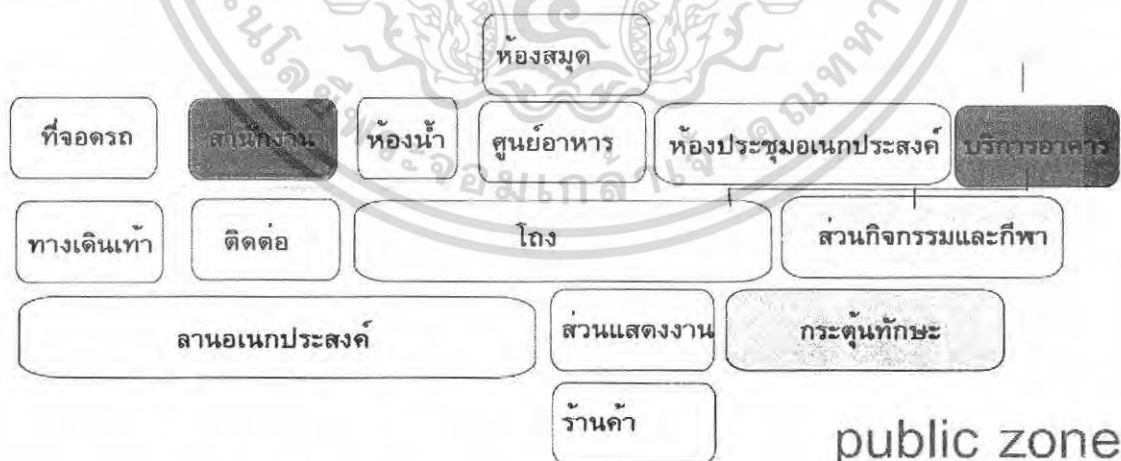 ห้องสมุด
ที่จอดรถ สำนักงาน ห้องน้ำ ศูนย์อาหาร ห้องประชุมอเนกประสงค์ บริการอาคาร
ทางเดินเท้า ติดต่อ โถง ส่วนกิจกรรมและกีฬา
ลานอเนกประสงค์ ส่วนแสดงงาน กระตุ้นทักษะ
ร้านค้า
public zone